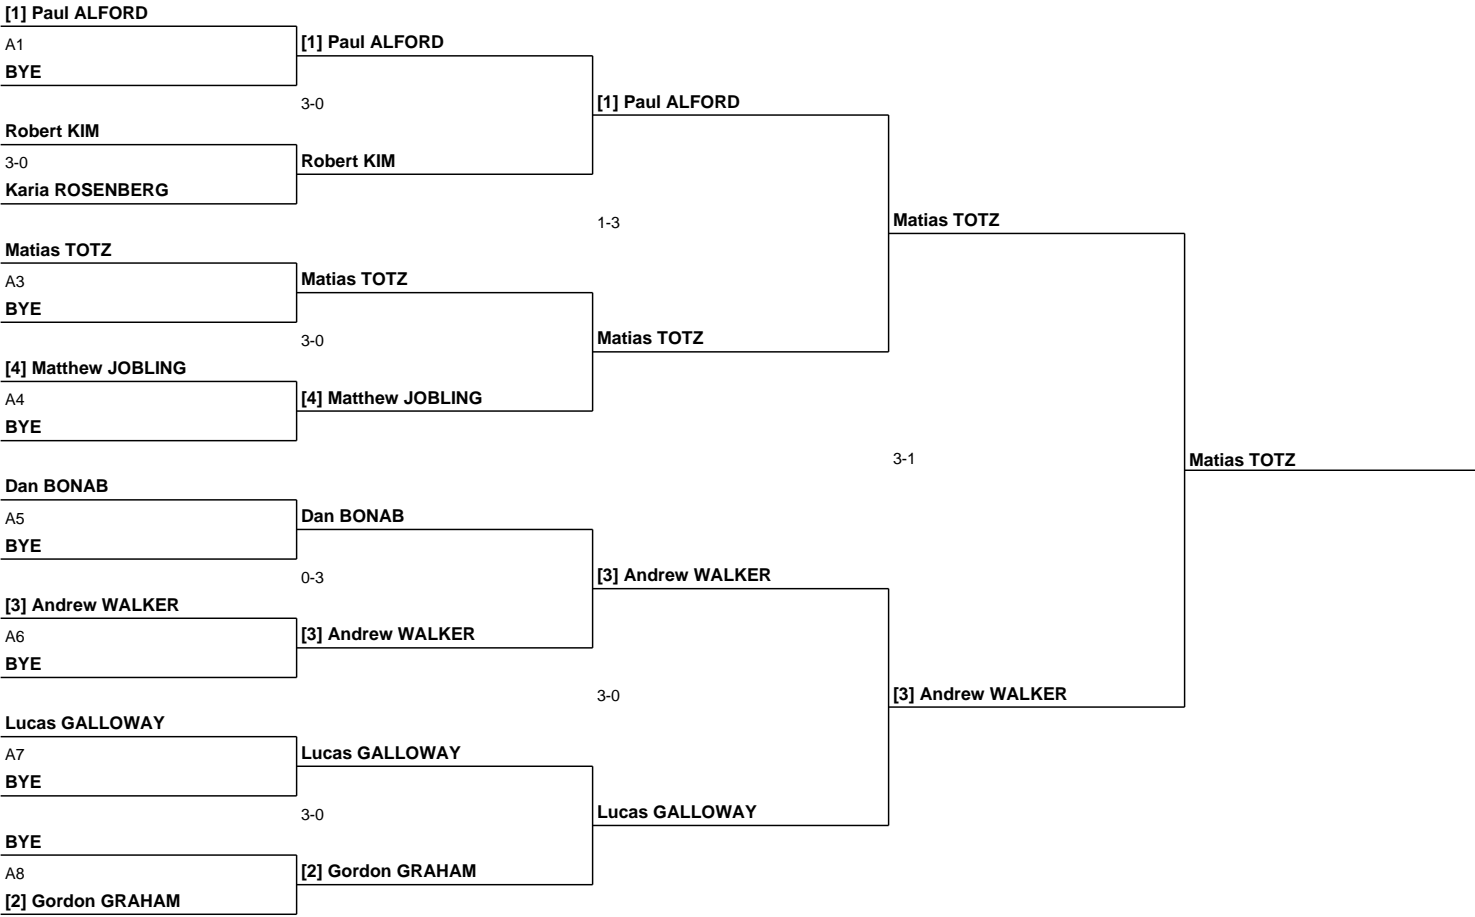 [1] Paul ALFORD
A1
BYE
[1] Paul ALFORD
3-0
[1] Paul ALFORD
Robert KIM
3-0
Karia ROSENBERG
Robert KIM
1-3
Matias TOTZ
Matias TOTZ
A3
BYE
Matias TOTZ
3-0
Matias TOTZ
[4] Matthew JOBLING
A4
BYE
[4] Matthew JOBLING
3-1
Matias TOTZ
Dan BONAB
A5
BYE
Dan BONAB
0-3
[3] Andrew WALKER
[3] Andrew WALKER
A6
BYE
[3] Andrew WALKER
3-0
[3] Andrew WALKER
Lucas GALLOWAY
A7
BYE
Lucas GALLOWAY
3-0
Lucas GALLOWAY
BYE
A8
[2] Gordon GRAHAM
[2] Gordon GRAHAM